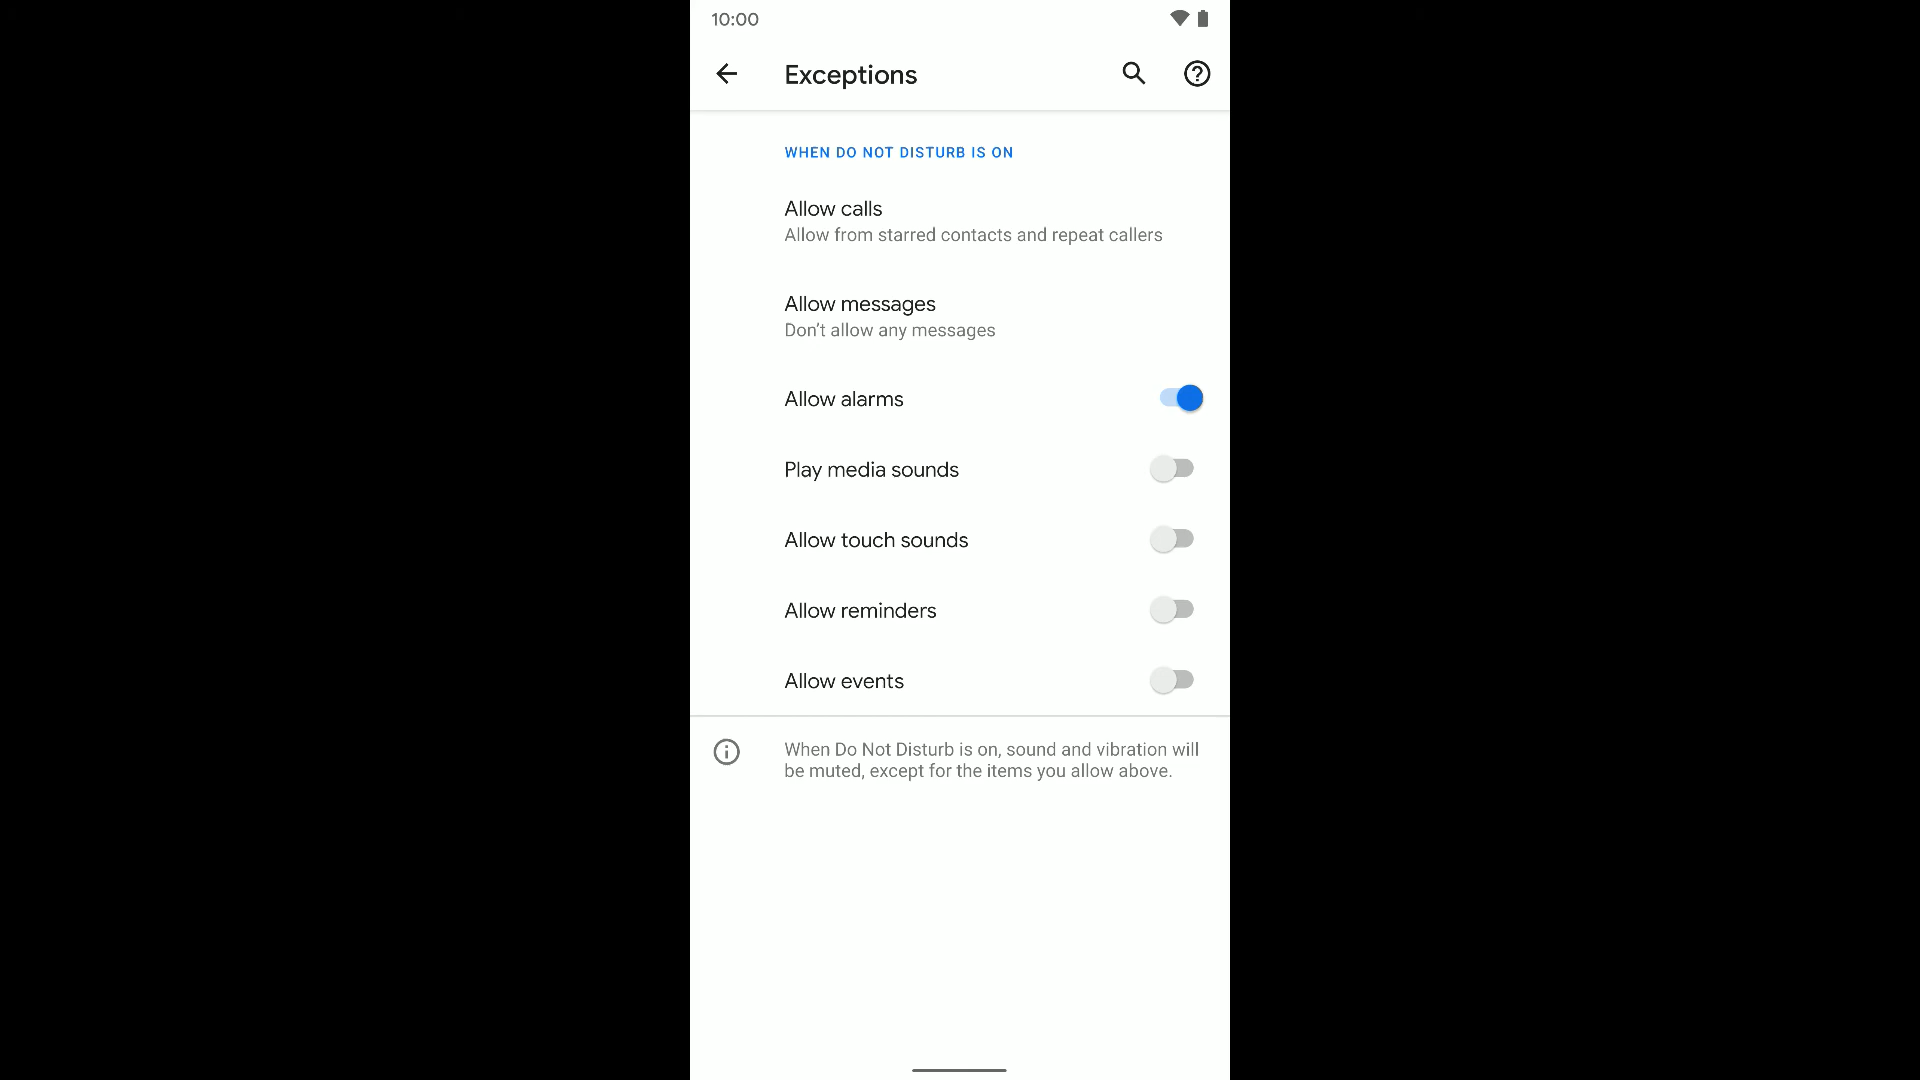 10:00
Exceptions
WHEN DO NOT DISTURB IS ON
Allow calls
Allow from starred contacts and repeat callers
Allow messages
Don’t allow any messages
Allow alarms
Play media sounds
Allow touch sounds
Allow reminders
Allow events
When Do Not Disturb is on, sound and vibration will
be muted, except for the items you allow above.